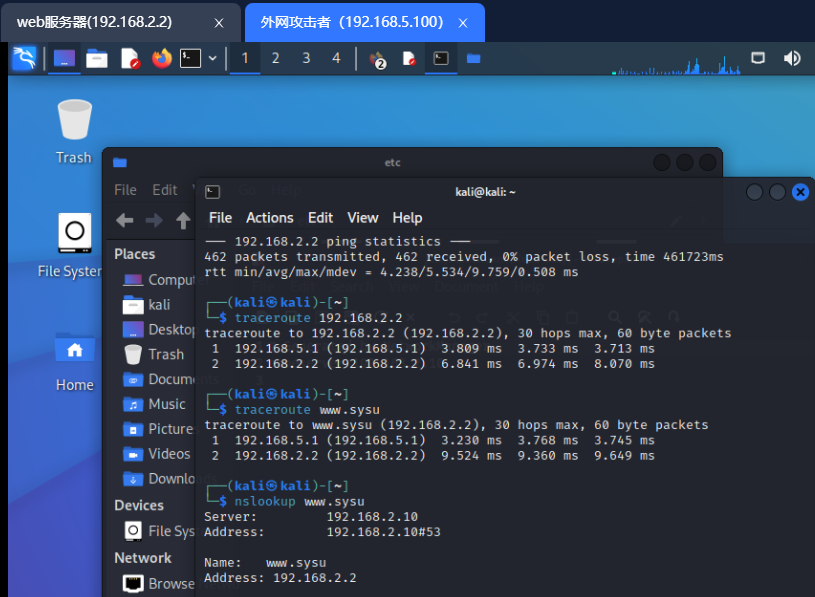 web服务器(192.168.2.2) ×
外网攻击者（192.168.5.100） ×
1 2 3 4
2
Trash
File System
Home
etc
File Edit
Places
Compu
kali
Desktop
Trash
Docume
Music
Picture
Videos
Downlo
Devices
File Sys
Network
Browse
kali@kali: ~
File Actions Edit View Help
— 192.168.2.2 ping statistics —
462 packets transmitted, 462 received, 0% packet loss, time 461723ms
rtt min/avg/max/mdev = 4.238/5.534/9.759/0.508 ms
┌──(kali㉿kali)-[~]
└─$ traceroute 192.168.2.2
traceroute to 192.168.2.2 (192.168.2.2), 30 hops max, 60 byte packets
1 192.168.5.1 (192.168.5.1) 3.809 ms 3.733 ms 3.713 ms
2 192.168.2.2 (192.168.2.2) 6.841 ms 6.974 ms 8.070 ms
┌──(kali㉿kali)-[~]
└─$ traceroute www.sysu
traceroute to www.sysu (192.168.2.2), 30 hops max, 60 byte packets
1 192.168.5.1 (192.168.5.1) 3.230 ms 3.768 ms 3.745 ms
2 192.168.2.2 (192.168.2.2) 9.524 ms 9.360 ms 9.649 ms
┌──(kali㉿kali)-[~]
└─$ nslookup www.sysu
Server: 192.168.2.10
Address: 192.168.2.10#53
Name: www.sysu
Address: 192.168.2.2